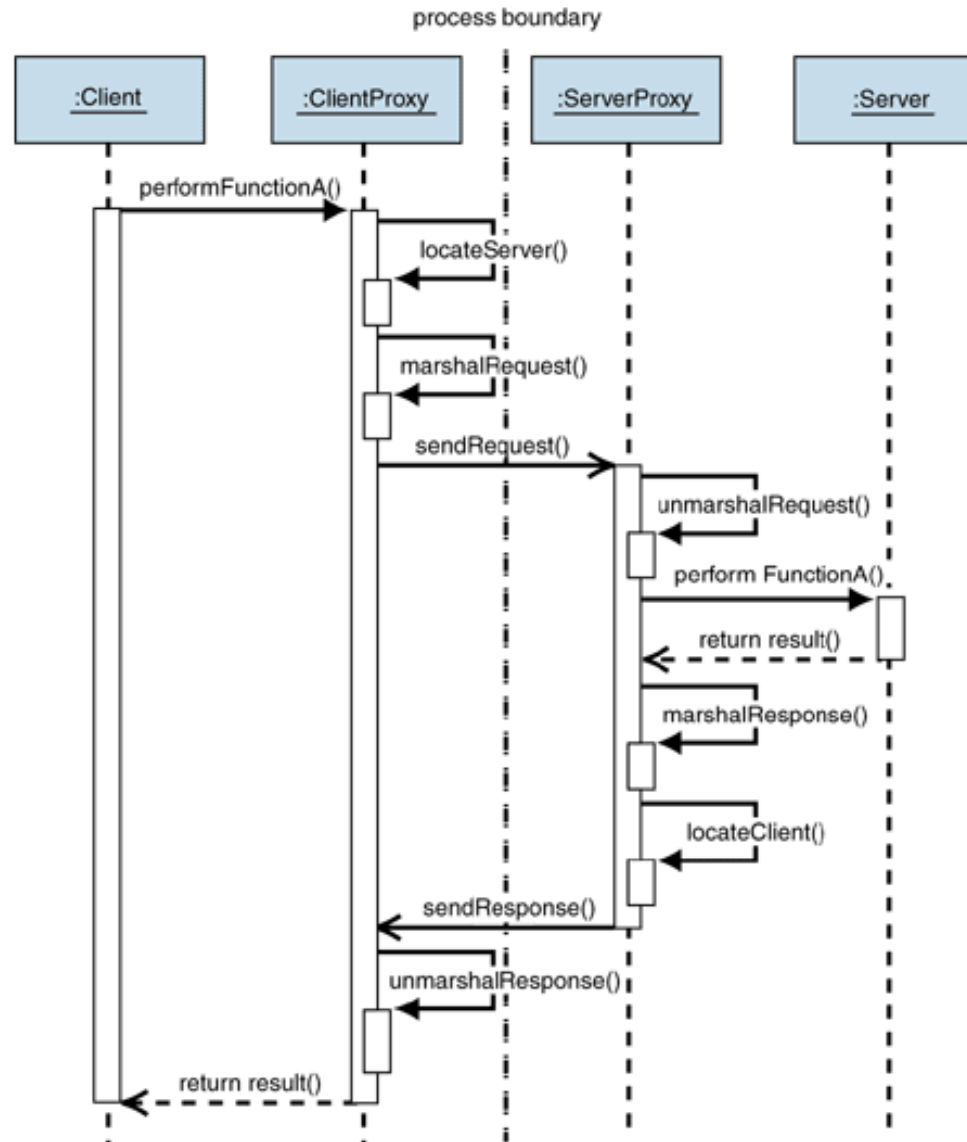 process boundary
:Client
:ClientProxy
:ServerProxy
:Server
performFunctionA()
locateServer()
marshalRequest()
sendRequest()
unmarshalRequest()
perform FunctionA()
return result()
marshalResponse()
locateClient()
sendResponse()
unmarshalResponse()
return result()